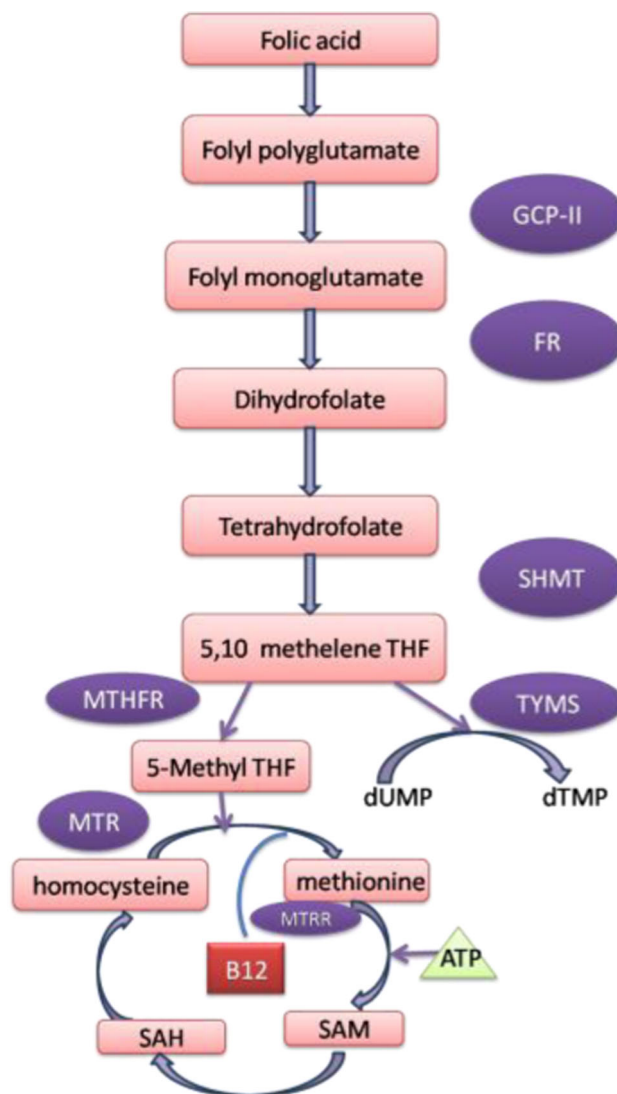 Folic acid
Folyl polyglutamate
GCP-II
Folyl monoglutamate
FR
Dihydrofolate
Tetrahydrofolate
SHMT
5,10 methelene THF
MTHFR
TYMS
5-Methyl THF
dUMP
dTMP
MTR
homocysteine
methionine
MTRR
B12
ATP
SAH
SAM